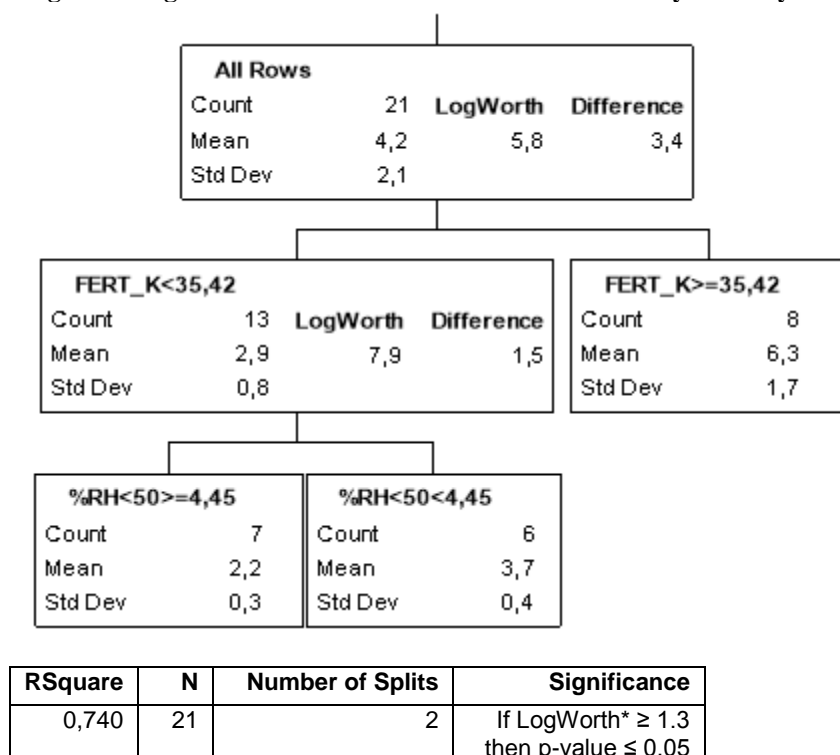 All Rows
Count 21 LogWorth Difference
Mean 4,2 5,8 3,4
Std Dev 2,1
FERT_K<35,42
Count 13 LogWorth Difference
Mean 2,9 7,9 1,5
Std Dev 0,8
FERT_K>=35,42
Count 8
Mean 6,3
Std Dev 1,7
%RH<50>=4,45
Count 7
Mean 2,2
Std Dev 0,3
%RH<50<4,45
Count 6
Mean 3,7
Std Dev 0,4
RSquare N Number of Splits Significance
0,740 21 2 If LogWorth* ≥ 1.3
then p-value ≤ 0.05